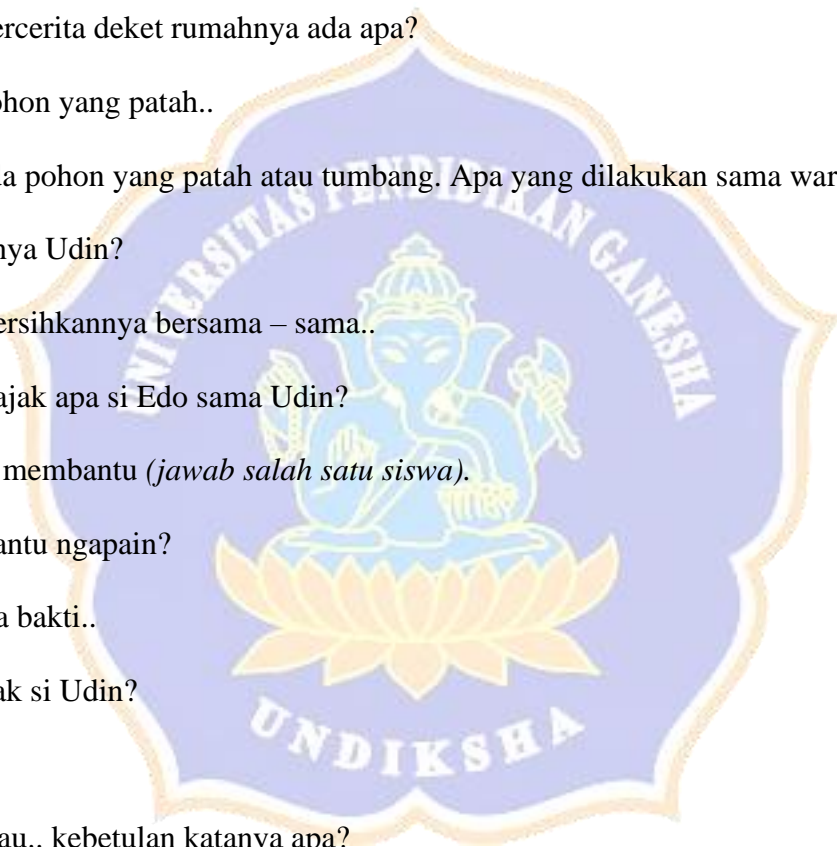 ercerita deket rumahnya ada apa?
ohon yang patah..
a pohon yang patah atau tumbang. Apa yang dilakukan sama war
nya Udin?
ersihkannya bersama – sama..
ajak apa si Edo sama Udin?
membantu (jawab salah satu siswa).
antu ngapain?
a bakti..
ak si Udin?
au.. kebetulan katanya apa?
UNIVERSITAS PENDIDIKAN GANESHA
UNDIKSHA